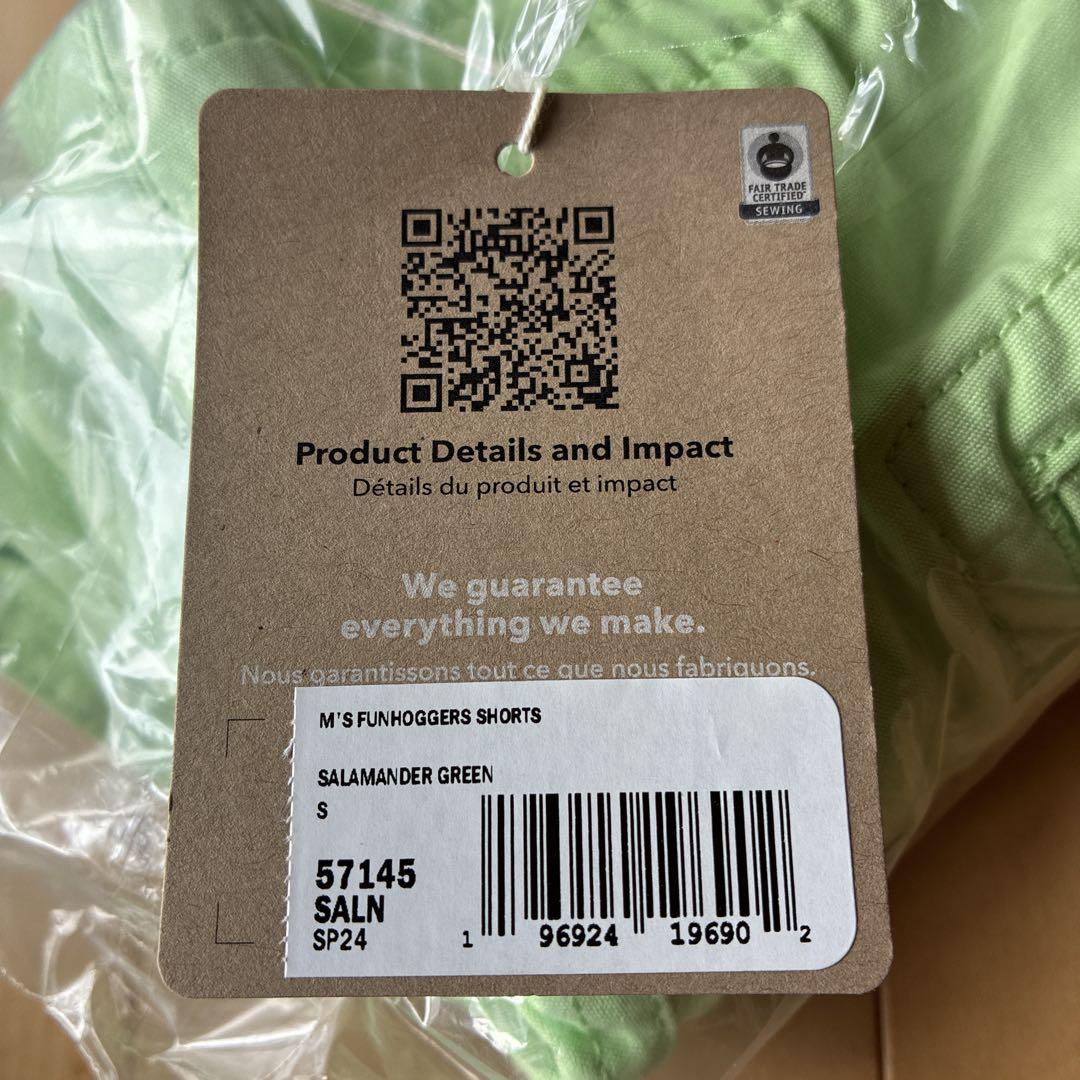 FAIR TRADE
CERTIFIED
SEWING
Product Details and Impact
Détails du produit et impact
We guarantee
everything we make.
Nous garantissons tout ce que nous fabriquons.
M'S FUNHOGGERS SHORTS
SALAMANDER GREEN
S
57145
SALN
SP24
1 96924 19690 2